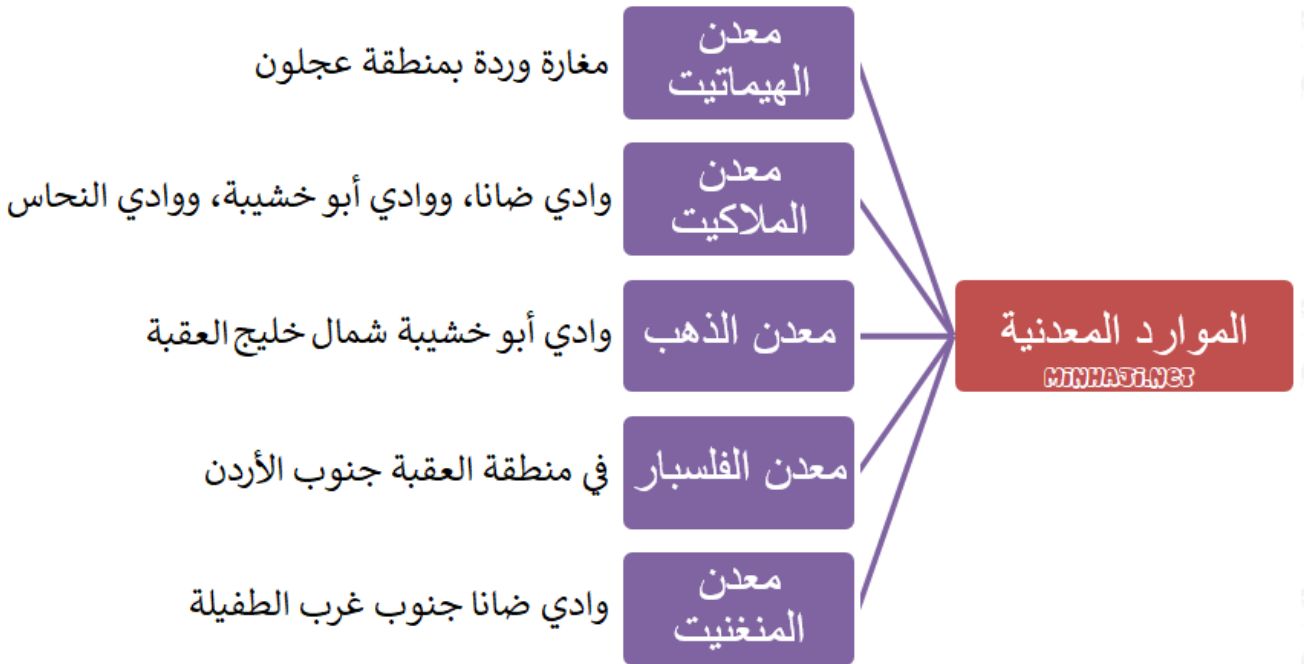 الموارد المعدنية
MINHAJI.NET
معدن
الهيماتيت
مغارة وردة بمنطقة عجلون
معدن
الملاكيت
وادي ضانا، ووادي أبو خشيبة، ووادي النحاس
معدن الذهب
وادي أبو خشيبة شمال خليج العقبة
معدن الفلسبار
في منطقة العقبة جنوب الأردن
معدن
المنغنيت
وادي ضانا جنوب غرب الطفيلة